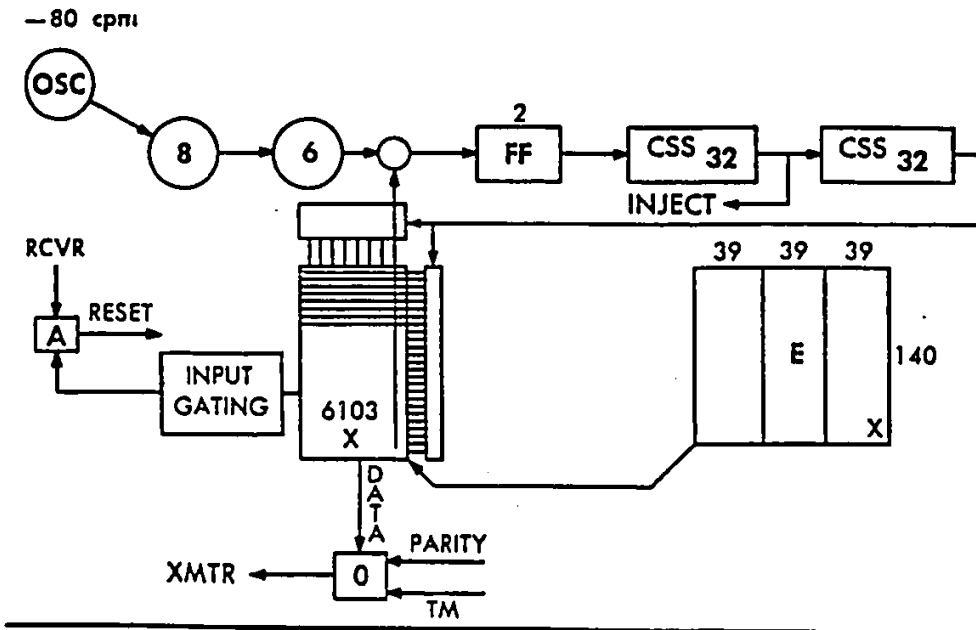 —80 cpm
OSC
8
6
2
FF
CSS 32
CSS 32
INJECT
RCVR
A
RESET
INPUT
GATING
6103
X
39 39 39
E
140
X
DATA
PARITY
XMTR
O
TM